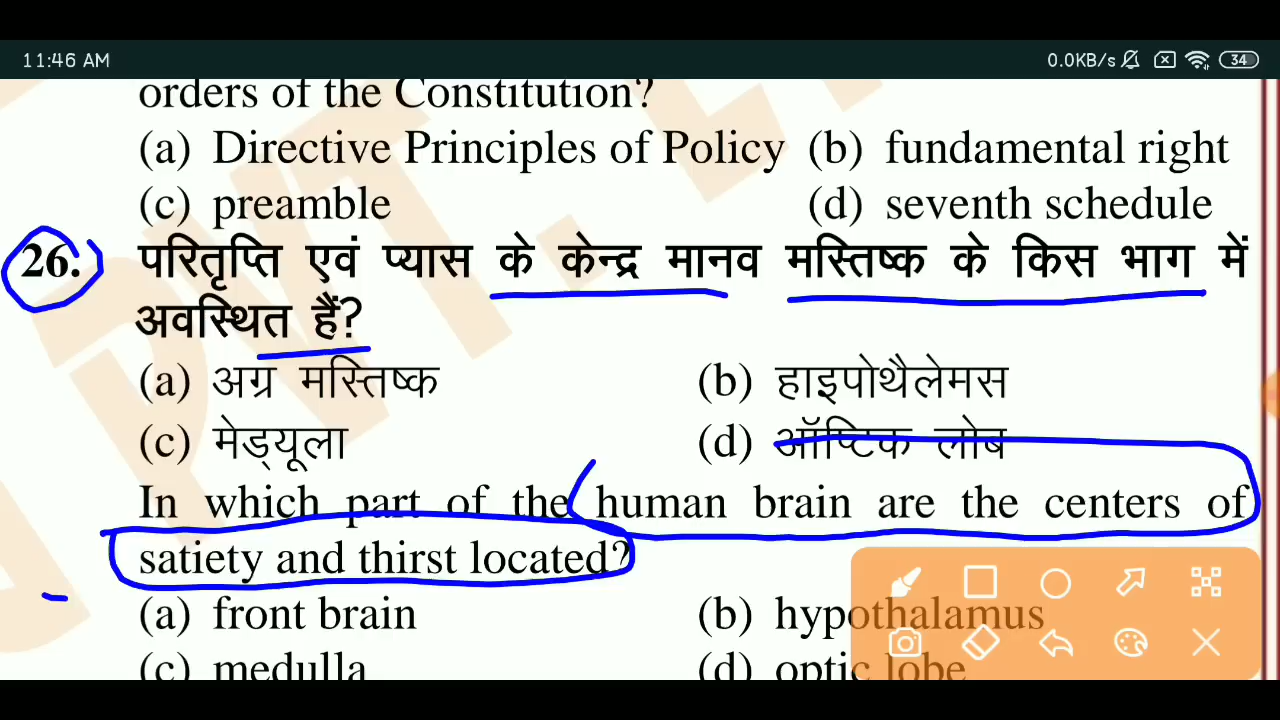 11:46 AM 0.0KB/s 34
orders of the Constitution?
(a) Directive Principles of Policy (b) fundamental right
(c) preamble (d) seventh schedule
26. परितृप्ति एवं प्यास के केन्द्र मानव मस्तिष्क के किस भाग में
अवस्थित हैं?
(a) अग्र मस्तिष्क (b) हाइपोथैलेमस
(c) मेड्यूला (d) ऑप्टिक लोब
In which part of the human brain are the centers of
satiety and thirst located?
(a) front brain (b) hypothalamus
(c) medulla (d) optic lobe